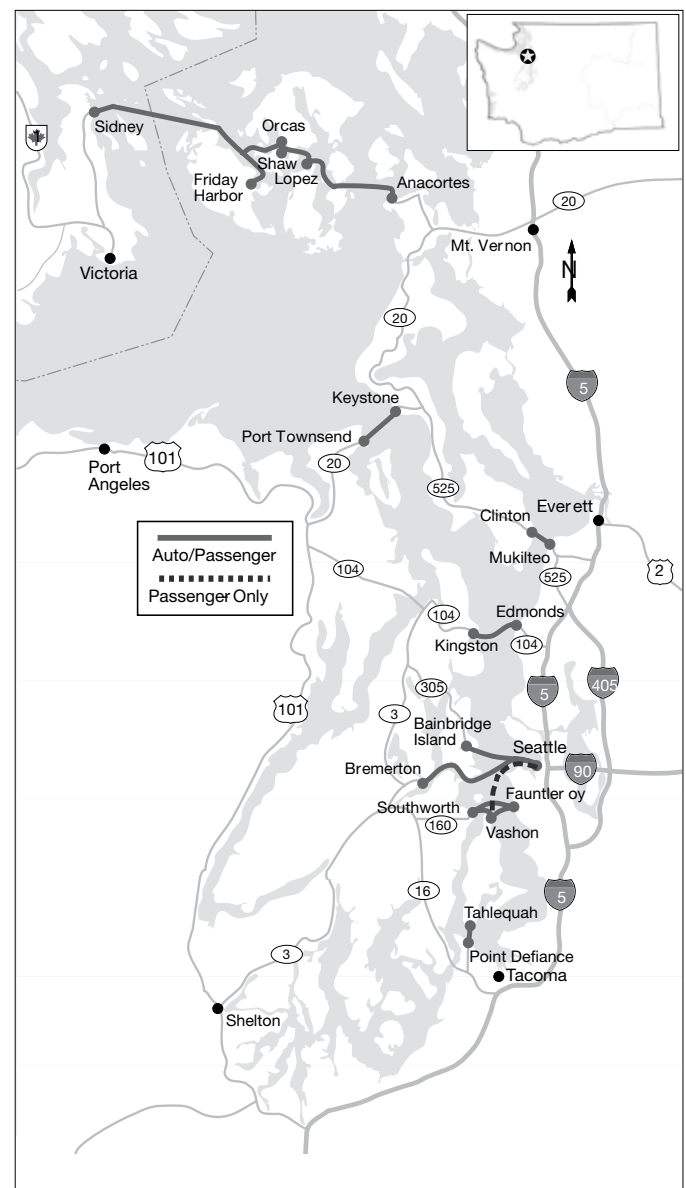 Sidney
Orcas
Shaw
Lopez
Friday
Harbor
Anacortes
20
Mt. Vernon
Victoria
N
20
5
Keystone
Port Townsend
101
20
Port
Angeles
525
Clinton
Everett
Mukilteo
Auto/Passenger
Passenger Only
104
525
2
104
Edmonds
Kingston
104
305
5
405
101
3
Bainbridge
Island
Seattle
Bremerton
90
Fauntler oy
Southworth
160
Vashon
16
5
Tahlequah
3
Point Defiance
Tacoma
Shelton